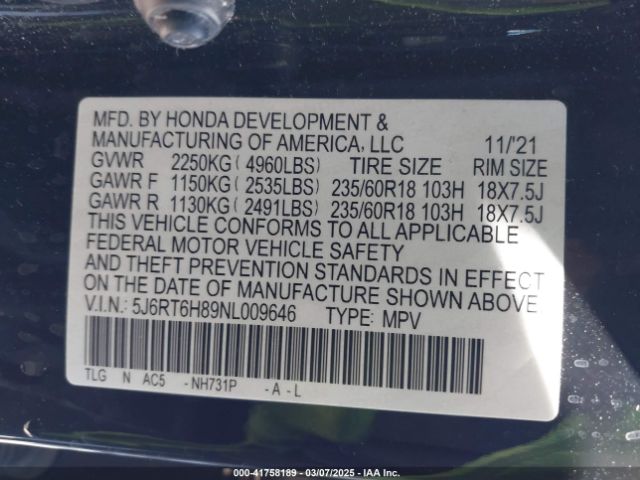 MFD. BY HONDA DEVELOPMENT &
MANUFACTURING OF AMERICA, LLC 11/'21
GVWR 2250KG ( 4960LBS) TIRE SIZE RIM SIZE
GAWR F 1150KG ( 2535LBS) 235/60R18 103H 18X7.5J
GAWR R 1130KG ( 2491LBS) 235/60R18 103H 18X7.5J
THIS VEHICLE CONFORMS TO ALL APPLICABLE
FEDERAL MOTOR VEHICLE SAFETY
AND THEFT PREVENTION STANDARDS IN EFFECT
ON THE DATE OF MANUFACTURE SHOWN ABOVE
V.I.N.: 5J6RT6H89NL009646 TYPE: MPV
TLG N AC5 - NH731P - A - L
000-41758189 - 03/07/2025 - IAA Inc.